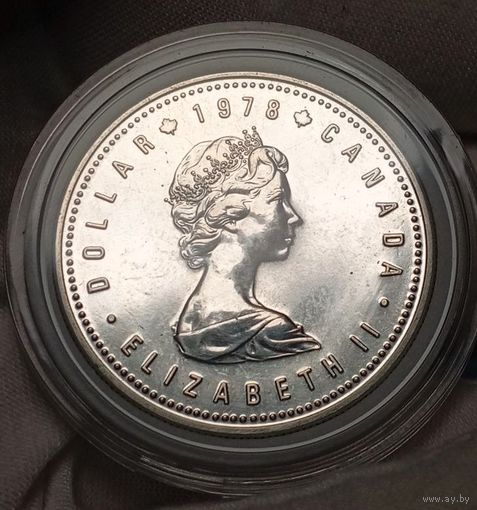 DOLLAR 1978 CANADA
• ELIZABETH II •
www.ay.by